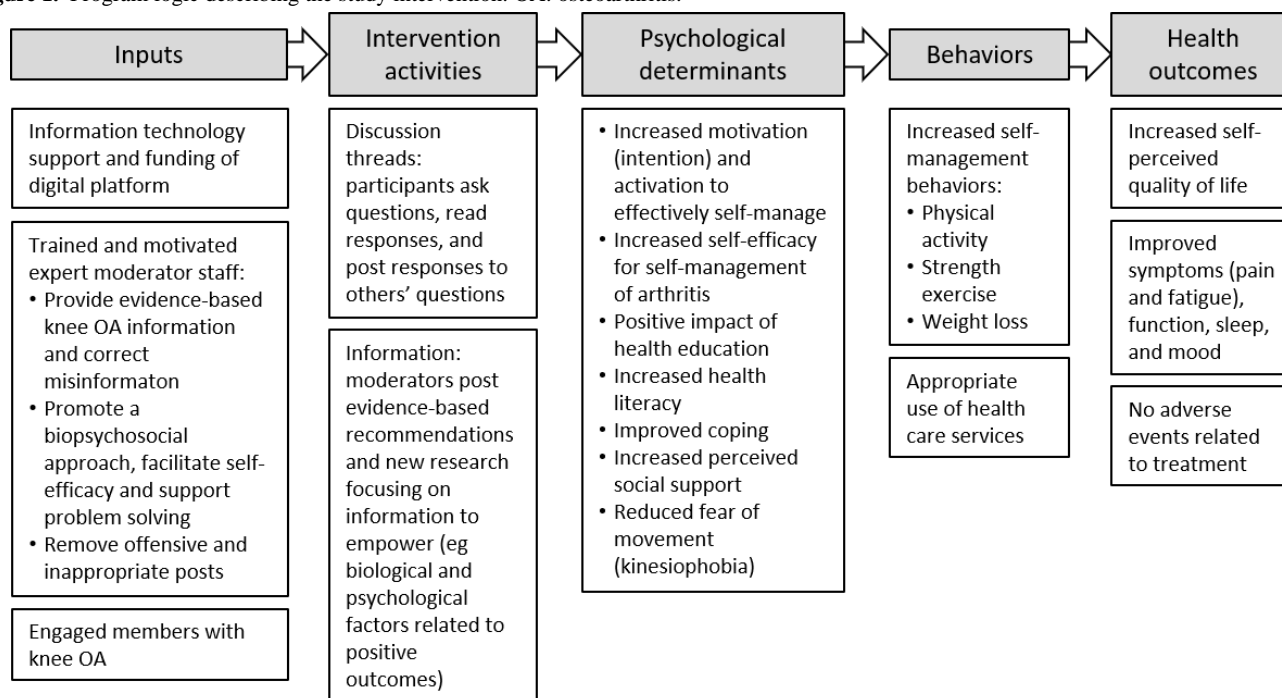 Program logic describing the study intervention. OA: osteoarthritis.
Inputs
Intervention
activities
Psychological
determinants
Behaviors
Health
outcomes
Information technology
support and funding of
digital platform
Trained and motivated
expert moderator staff:
• Provide evidence-based
knee OA information
and correct
misinformaton
• Promote a
biopsychosocial
approach, facilitate self-
efficacy and support
problem solving
• Remove offensive and
inappropriate posts
Engaged members with
knee OA
Discussion
threads:
participants ask
questions, read
responses, and
post responses to
others’ questions
Information:
moderators post
evidence-based
recommendations
and new research
focusing on
information to
empower (eg
biological and
psychological
factors related to
positive
outcomes)
• Increased motivation
(intention) and
activation to
effectively self-manage
• Increased self-efficacy
for self-management
of arthritis
• Positive impact of
health education
• Increased health
literacy
• Improved coping
• Increased perceived
social support
• Reduced fear of
movement
(kinesiophobia)
Increased self-
management
behaviors:
• Physical
activity
• Strength
exercise
• Weight loss
Appropriate
use of health
care services
Increased self-
perceived
quality of life
Improved
symptoms (pain
and fatigue),
function, sleep,
and mood
No adverse
events related
to treatment